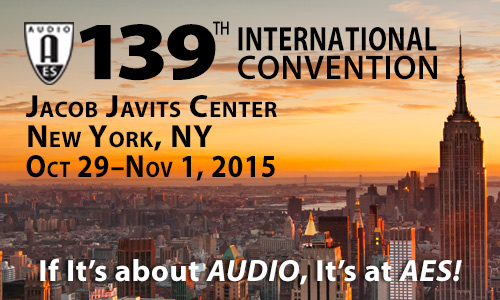 AUDIO
AES
139TH INTERNATIONAL
CONVENTION
JACOB JAVITS CENTER
NEW YORK, NY
OCT 29–NOV 1, 2015
If It's about AUDIO, It's at AES!